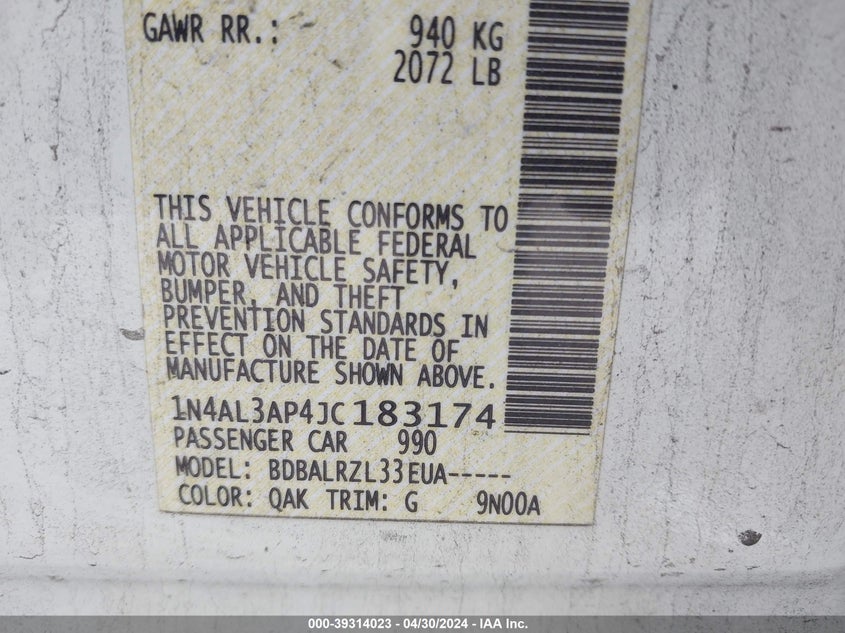 GAWR RR.: 940 KG
2072 LB
THIS VEHICLE CONFORMS TO
ALL APPLICABLE FEDERAL
MOTOR VEHICLE SAFETY,
BUMPER, AND THEFT
PREVENTION STANDARDS IN
EFFECT ON THE DATE OF
MANUFACTURE SHOWN ABOVE.
1N4AL3AP4JC183174
PASSENGER CAR 990
MODEL: BDBALRZL33EUA-----
COLOR: QAK TRIM: G 9N00A
000-39314023 - 04/30/2024 - IAA Inc.